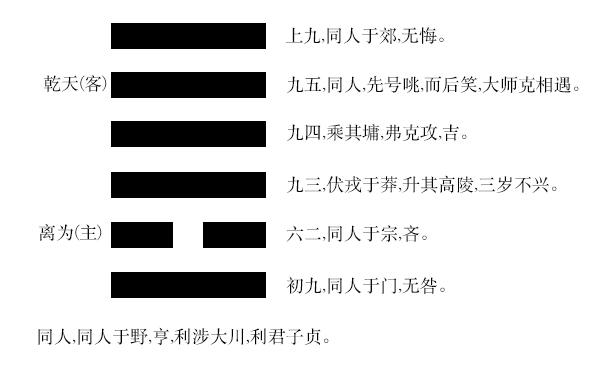 上九,同人于郊,无悔。
乾天(客) 九五,同人,先号咷,而后笑,大师克相遇。
九四,乘其墉,弗克攻,吉。
九三,伏戎于莽,升其高陵,三岁不兴。
离为(主) 六二,同人于宗,吝。
初九,同人于门,无咎。
同人,同人于野,亨,利涉大川,利君子贞。